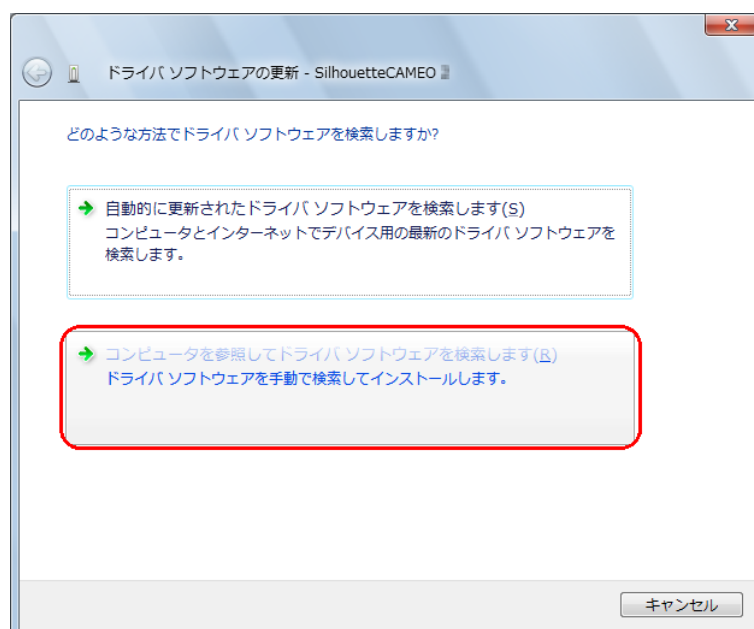 ドライバ ソフトウェアの更新 - SilhouetteCAMEO
どのような方法でドライバ ソフトウェアを検索しますか?
自動的に更新されたドライバ ソフトウェアを検索します(S)
コンピュータとインターネットでデバイス用の最新のドライバ ソフトウェアを
検索します。
コンピュータを参照してドライバ ソフトウェアを検索します(R)
ドライバ ソフトウェアを手動で検索してインストールします。
キャンセル